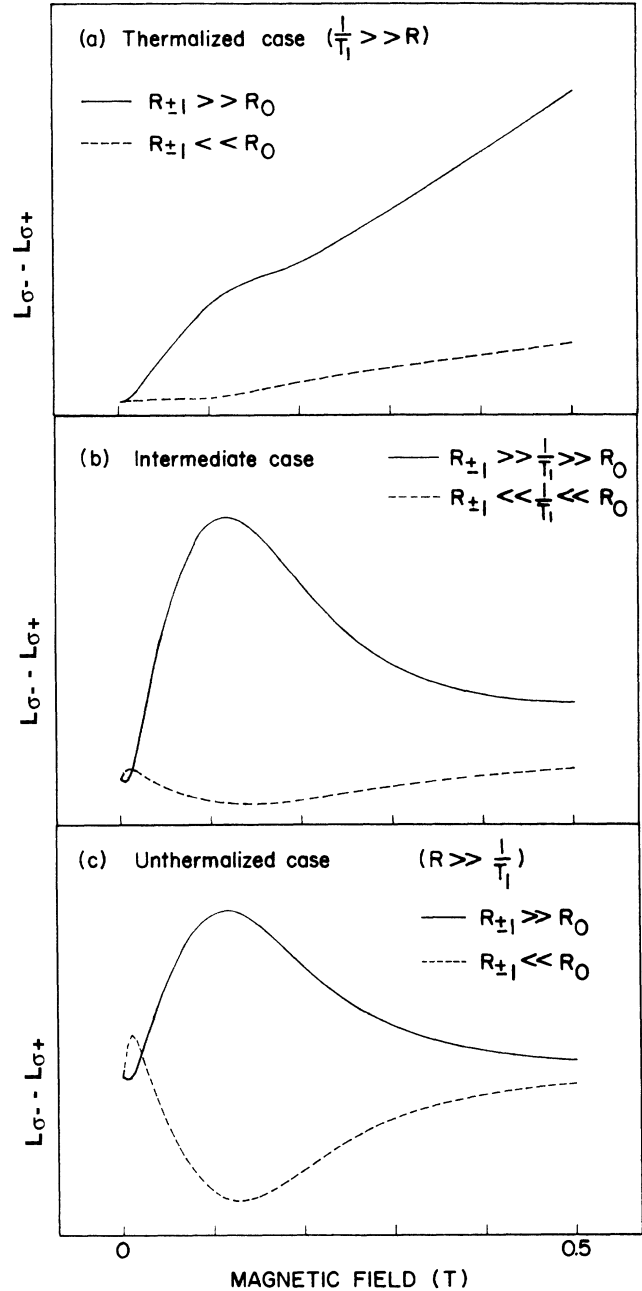 (a) Thermalized case (1/T₁ >> R)
R±1 >> R0
R±1 << R0
Lσ- - Lσ+
(b) Intermediate case
R±1 >> 1/T₁ >> R0
R±1 << 1/T₁ << R0
Lσ- - Lσ+
(c) Unthermalized case (R >> 1/T₁)
R±1 >> R0
R±1 << R0
Lσ- - Lσ+
0 0.5
MAGNETIC FIELD (T)